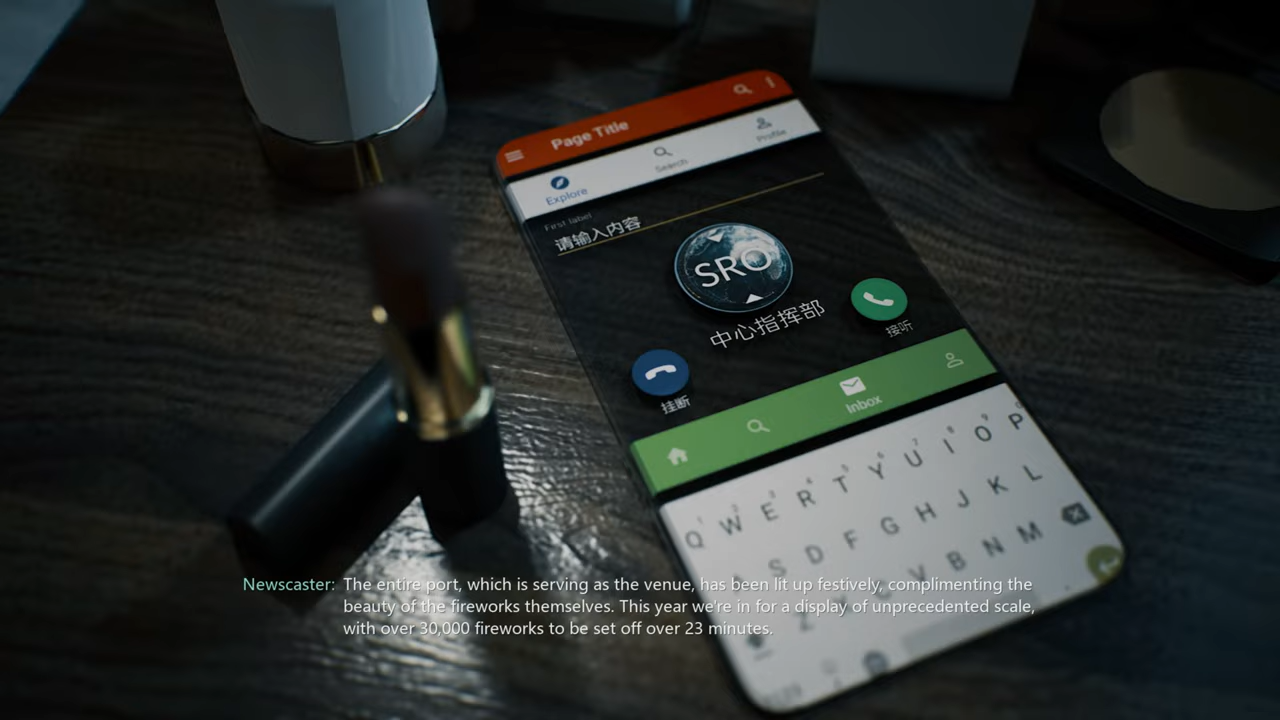 Page Title
Explore
Search
Profile
First label
请输入内容
SRO
中心指挥部
接听
挂断
Inbox
Q W E R T Y U I O P
S D F G H J K L
V B N M
Newscaster: The entire port, which is serving as the venue, has been lit up festively, complimenting the
beauty of the fireworks themselves. This year we're in for a display of unprecedented scale,
with over 30,000 fireworks to be set off over 23 minutes.